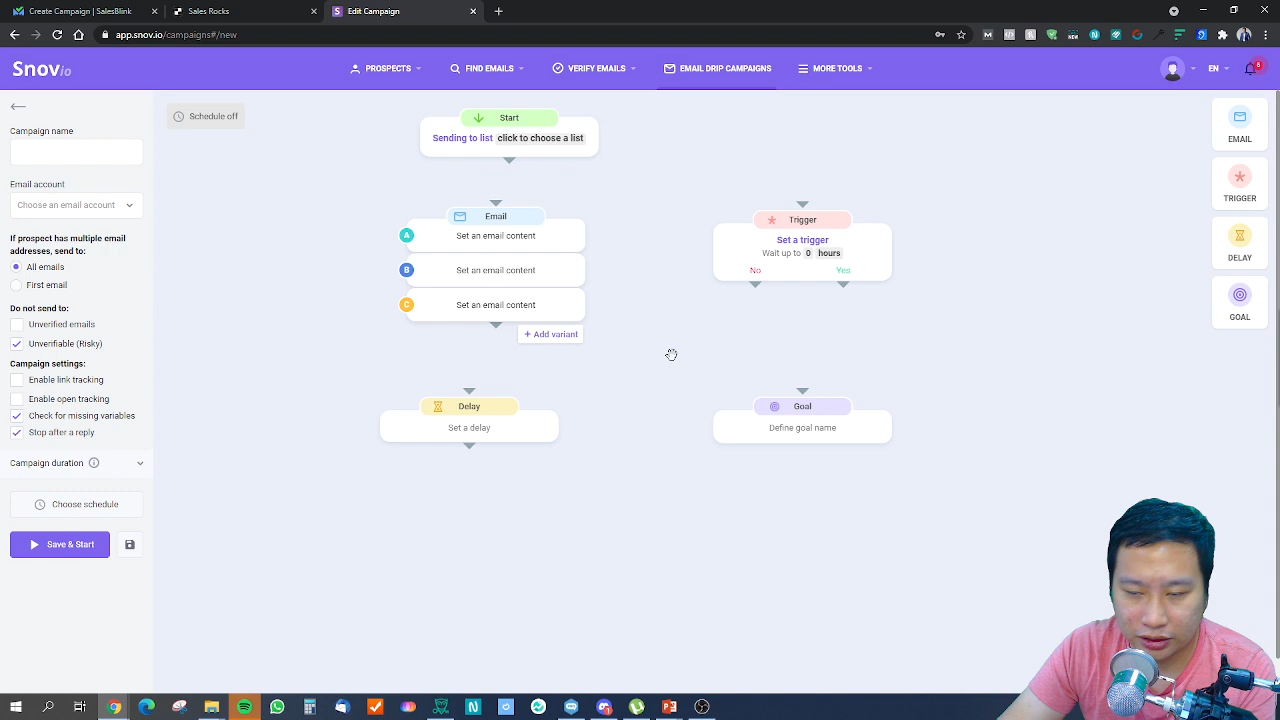 Create Campaign | SalesBlink
Sales Rocks
Edit Campaign
app.snov.io/campaigns#/new
Snov.io
PROSPECTS
FIND EMAILS
VERIFY EMAILS
EMAIL DRIP CAMPAIGNS
MORE TOOLS
EN
Campaign name
Email account
Choose an email account
If prospect has multiple email
addresses, send to:
All emails
First email
Do not send to:
Unverified emails
Unverifiable (Risky)
Campaign settings:
Enable link tracking
Enable open tracking
Check for missing variables
Stop after a reply
Campaign duration
Choose schedule
Save & Start
Schedule off
Start
Sending to list click to choose a list
Email
A Set an email content
B Set an email content
C Set an email content
+ Add variant
Trigger
Set a trigger
Wait up to 0 hours
No Yes
Delay
Set a delay
Goal
Define goal name
EMAIL
TRIGGER
DELAY
GOAL